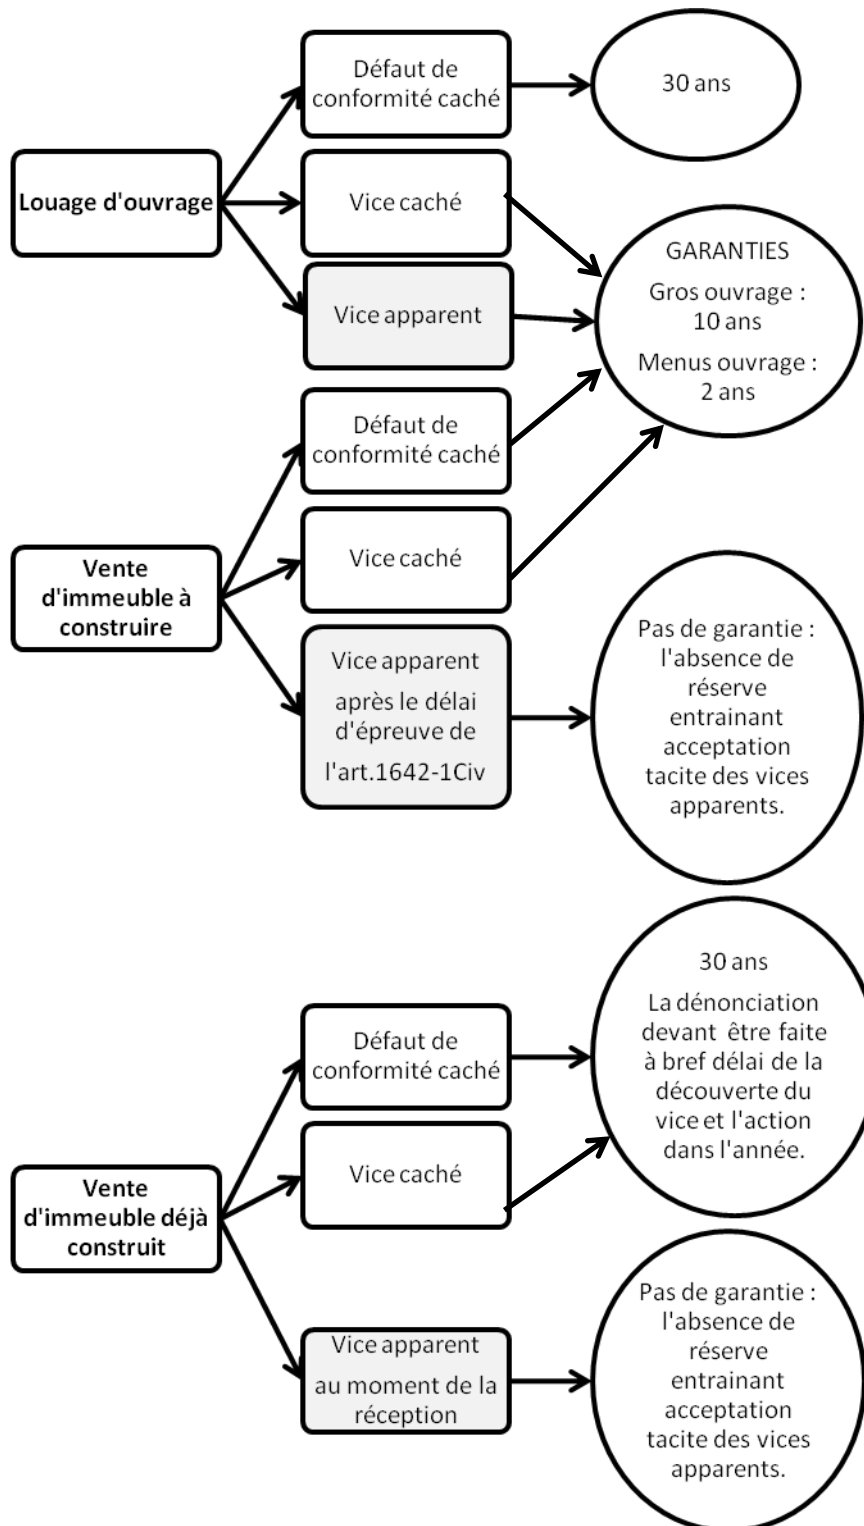 Défaut de
conformité caché
30 ans
Louage d'ouvrage
Vice caché
Vice apparent
GARANTIES
Gros ouvrage :
10 ans
Menus ouvrage :
2 ans
Défaut de
conformité caché
Vente
d'immeuble à
construire
Vice caché
Vice apparent
après le délai
d'épreuve de
l'art.1642-1Civ
Pas de garantie :
l'absence de
réserve
entrainant
acceptation
tacite des vices
apparents.
Défaut de
conformité caché
30 ans
La dénonciation
devant être faite
à bref délai de la
découverte du
vice et l'action
dans l'année.
Vente
d'immeuble déjà
construit
Vice caché
Vice apparent
au moment de la
réception
Pas de garantie :
l'absence de
réserve
entrainant
acceptation
tacite des vices
apparents.